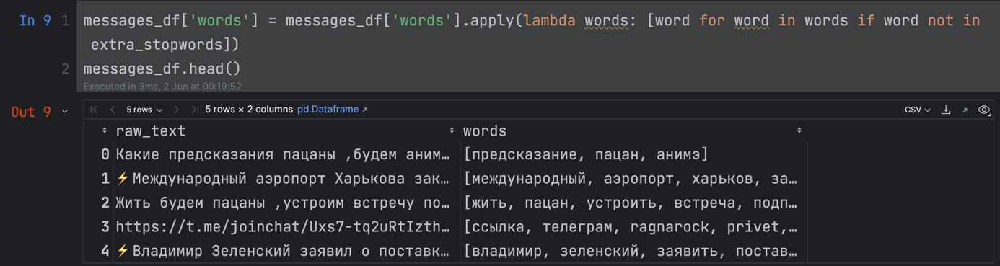 In 9 1 messages_df['words'] = messages_df['words'].apply(lambda words: [word for word in words if word not in
extra_stopwords])
2 messages_df.head()
Executed in 3ms, 2 Jun at 00:19:52
Out 9 5 rows 5 rows × 2 columns pd.Dataframe ↗ CSV
raw_text words
0 Какие предсказания пацаны ,будем аним… [предсказание, пацан, анимэ]
1 ⚡Международный аэропорт Харькова зак… [международный, аэропорт, харьков, за…
2 Жить будем пацаны ,устроим встречу по… [жить, пацан, устроить, встреча, подп…
3 https://t.me/joinchat/Uxs7-tq2uRtIzth… [ссылка, телеграм, ragnarock, privet,…
4 ⚡Владимир Зеленский заявил о поставк… [владимир, зеленский, заявить, постав…